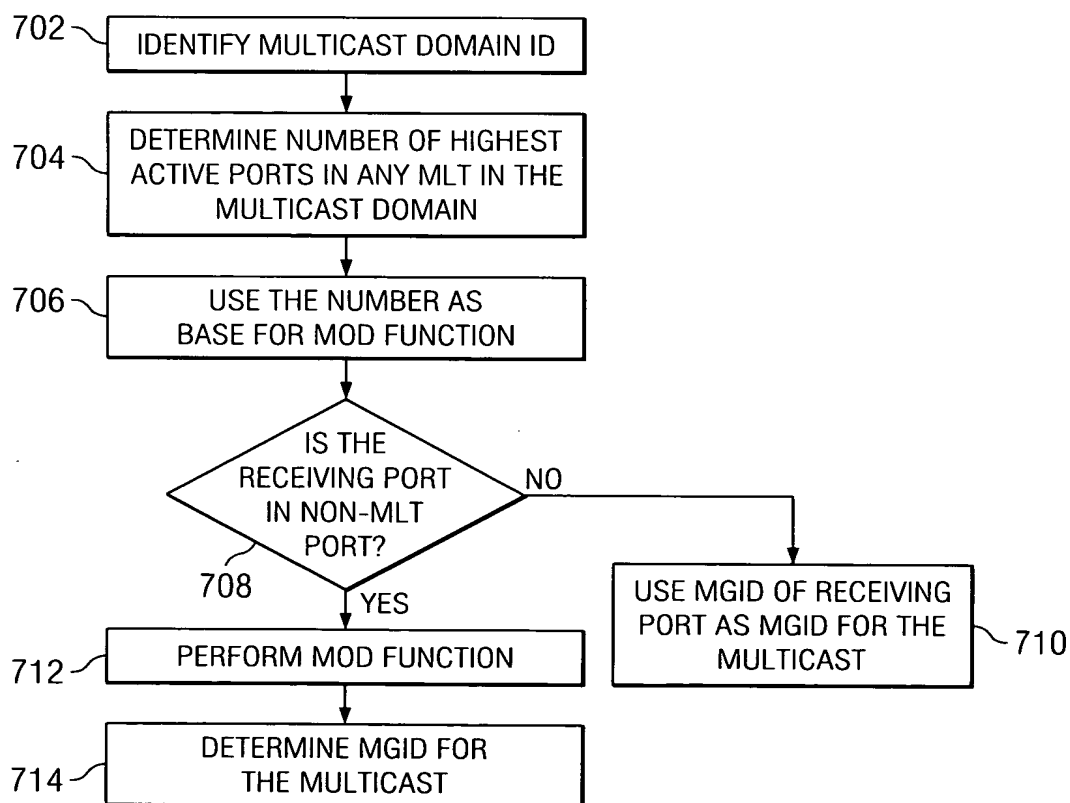 702
IDENTIFY MULTICAST DOMAIN ID
704
DETERMINE NUMBER OF HIGHEST
ACTIVE PORTS IN ANY MLT IN THE
MULTICAST DOMAIN
706
USE THE NUMBER AS
BASE FOR MOD FUNCTION
IS THE
RECEIVING PORT
IN NON-MLT
PORT?
708
NO
YES
USE MGID OF RECEIVING
PORT AS MGID FOR THE
MULTICAST
710
712
PERFORM MOD FUNCTION
714
DETERMINE MGID FOR
THE MULTICAST